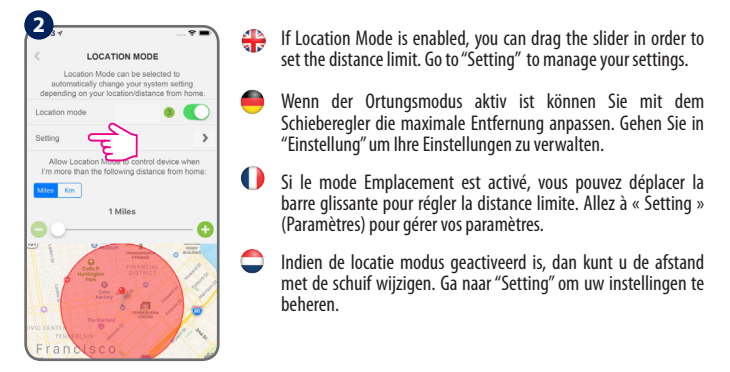 2
LOCATION MODE
Location Mode can be selected to
automatically change your system setting
depending on your location/distance from home.
Location mode
3
Setting
Allow Location Mode to control device when
I'm more than the following distance from home:
Miles Km
1 Miles
FINANCIAL
DISTRICT
CIVIC CENTER
TENDERLOIN
Francisco
If Location Mode is enabled, you can drag the slider in order to
set the distance limit. Go to “Setting” to manage your settings.
Wenn der Ortungsmodus aktiv ist können Sie mit dem
Schieberegler die maximale Entfernung anpassen. Gehen Sie in
“Einstellung” um Ihre Einstellungen zu verwalten.
Si le mode Emplacement est activé, vous pouvez déplacer la
barre glissante pour régler la distance limite. Allez à « Setting »
(Paramètres) pour gérer vos paramètres.
Indien de locatie modus geactiveerd is, dan kunt u de afstand
met de schuif wijzigen. Ga naar “Setting” om uw instellingen te
beheren.